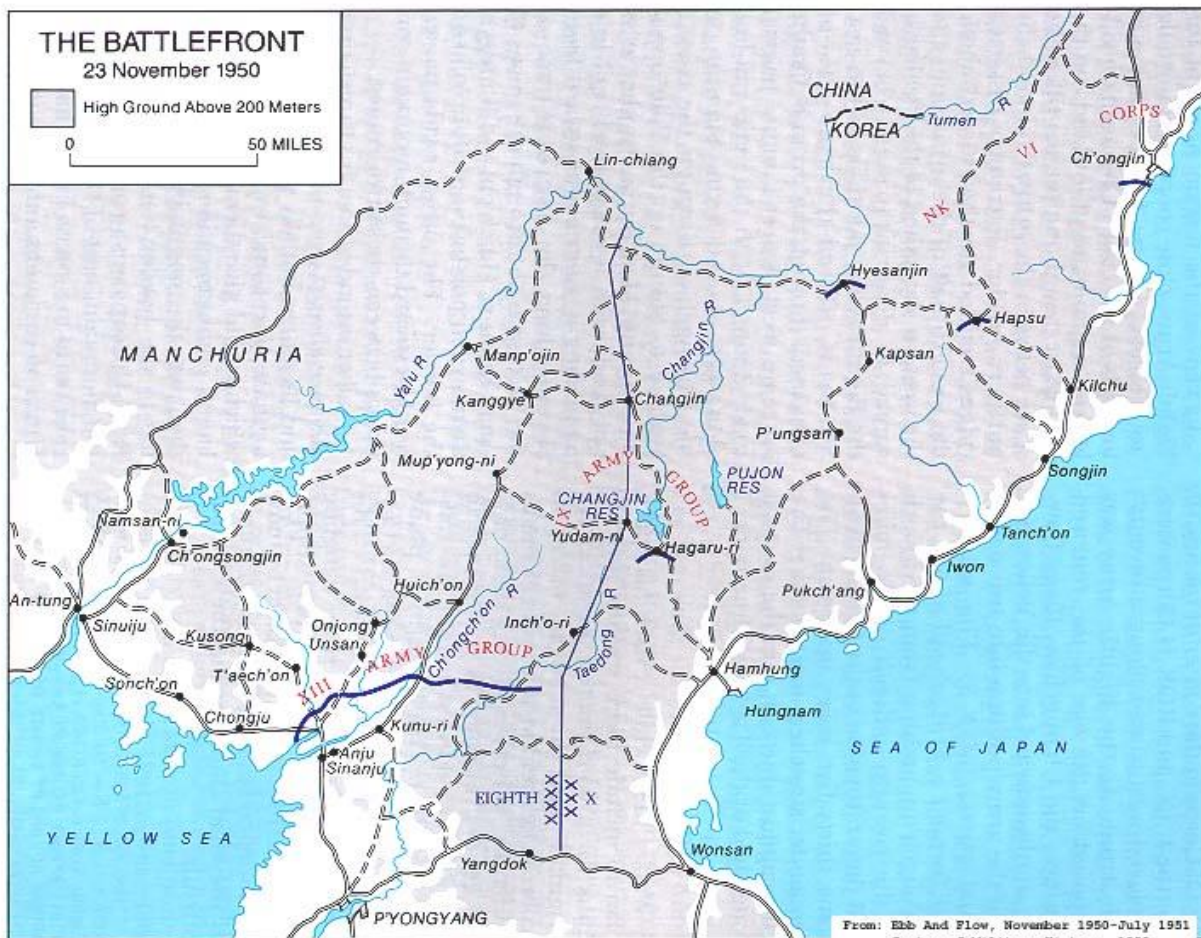 THE BATTLEFRONT
23 November 1950
High Ground Above 200 Meters
0 50 MILES
CHINA
KOREA
Tumen R
NK VI CORPS
Ch'ongjin
Lin-chiang
Hyesanjin
Hapsu
MANCHURIA
Yalu R
Manp'ojin
Changjin R
Kapsan
Kanggye
Changjin
Kilchu
P'ungsan
Mup'yong-ni
IX ARMY GROUP
PUJON
RES
Songjin
CHANGJIN
RES
Yudam-ni
Namsan-ni
Ch'ongsongjin
Hagaru-ri
Tanch'on
Iwon
Huich'on
Pukch'ang
An-tung
Sinuiju
Onjong
Ch'ongch'on R
Inch'o-ri
Kusong
Unsan
XIII ARMY GROUP
Taedong R
T'aech'on
Hamhung
Sonch'on
Hungnam
Chongju
Kunu-ri
Anju
Sinanju
SEA OF JAPAN
EIGHTH XXXX XXX X
YELLOW SEA
Yangdok
Wonsan
P'YONGYANG
From: Ebb And Flow, November 1950-July 1951